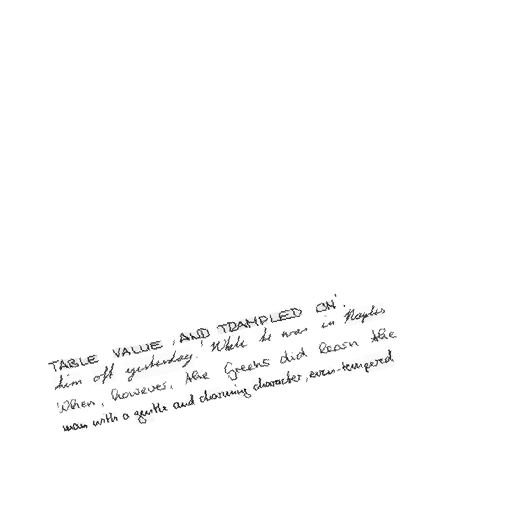 TABLE VALUE, AND TRAMPLED ON'.
him off yesterday. While he was in Naples
When, however, the Greeks did learn the
man with a gentle and charming character, even-tempered